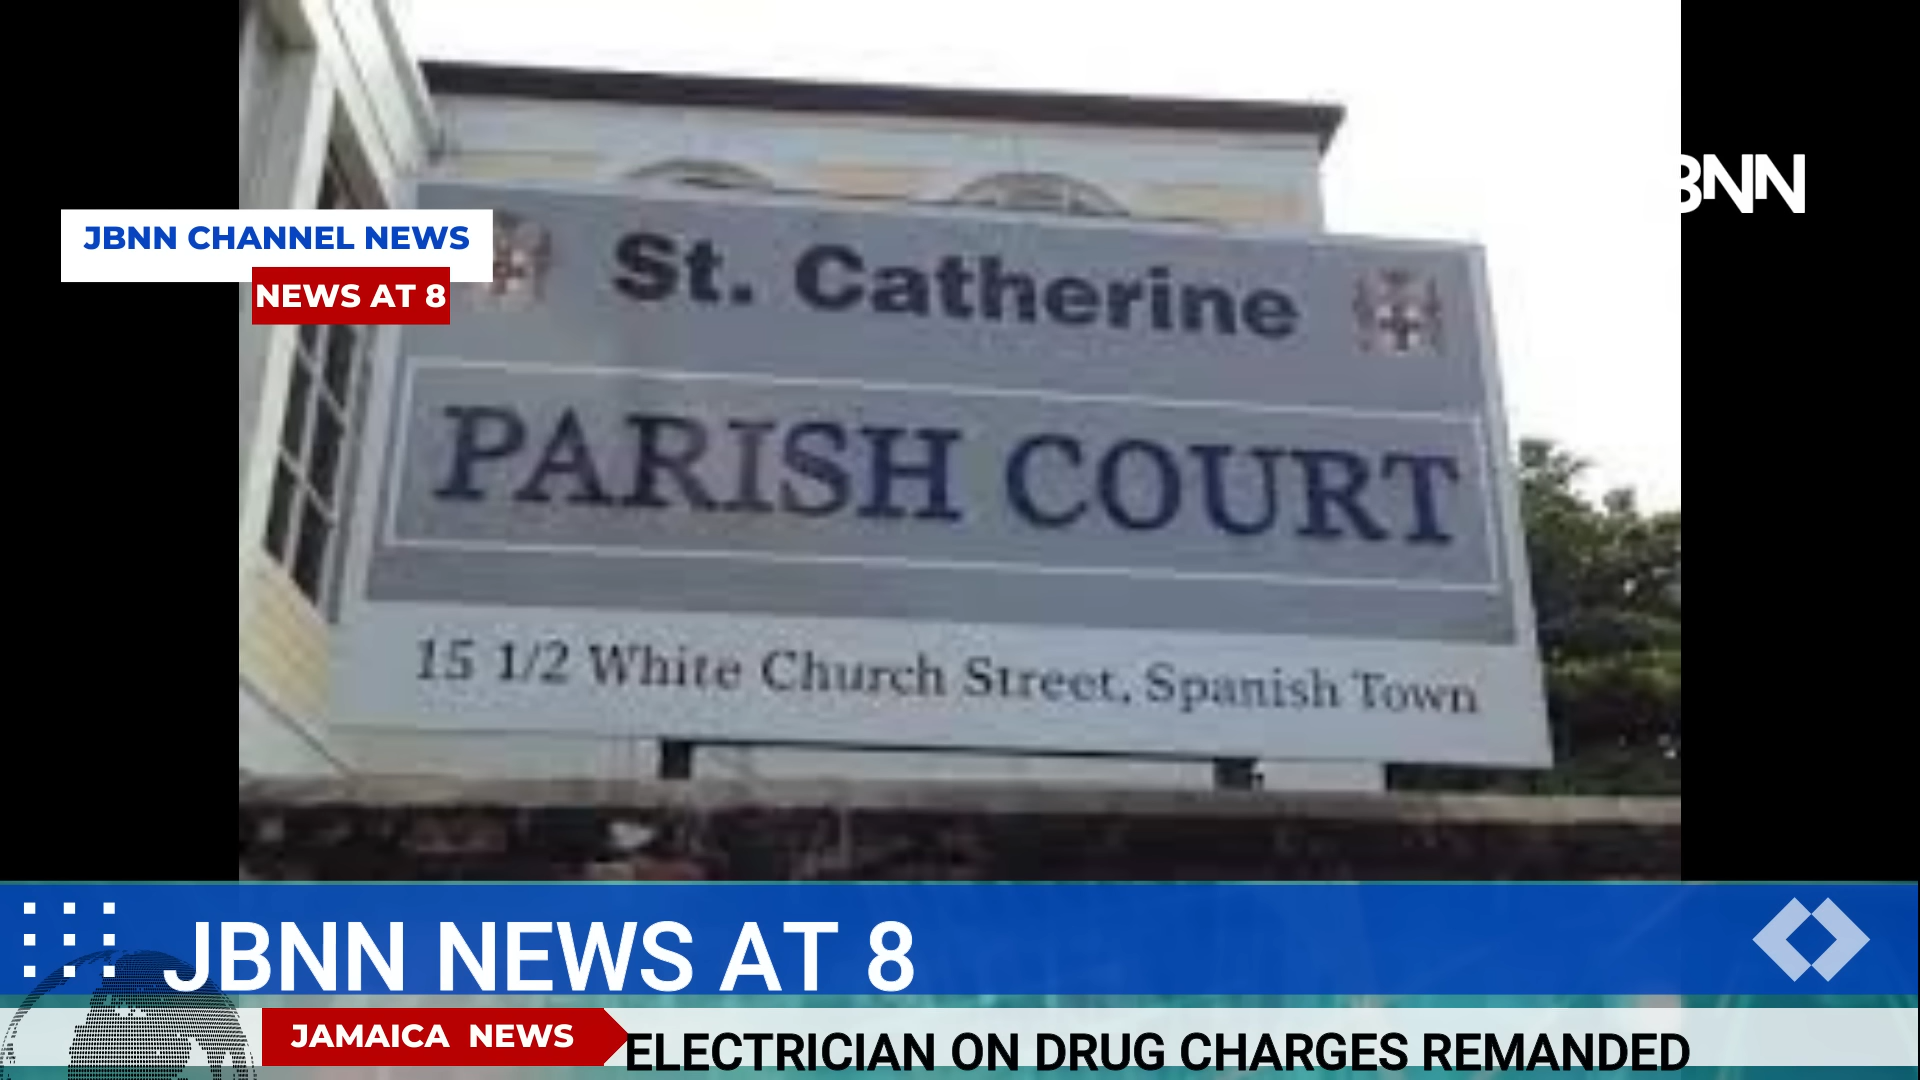 JBNN CHANNEL NEWS
NEWS AT 8
BNN
St. Catherine
PARISH COURT
15 1/2 White Church Street, Spanish Town
JBNN NEWS AT 8
JAMAICA NEWS
ELECTRICIAN ON DRUG CHARGES REMANDED